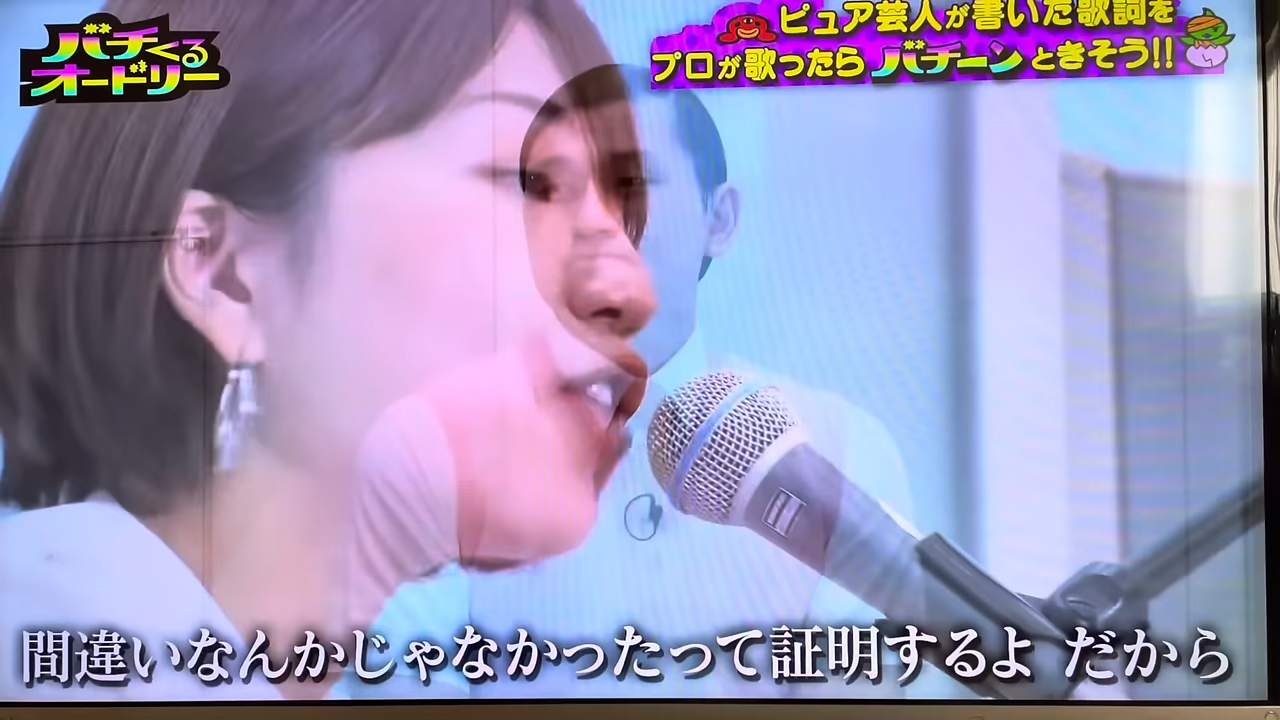 バチくる
オードリー
ピュア芸人が書いた歌詞を
プロが歌ったら バチーンときそう!!
間違いなんかじゃなかったって証明するよ だから